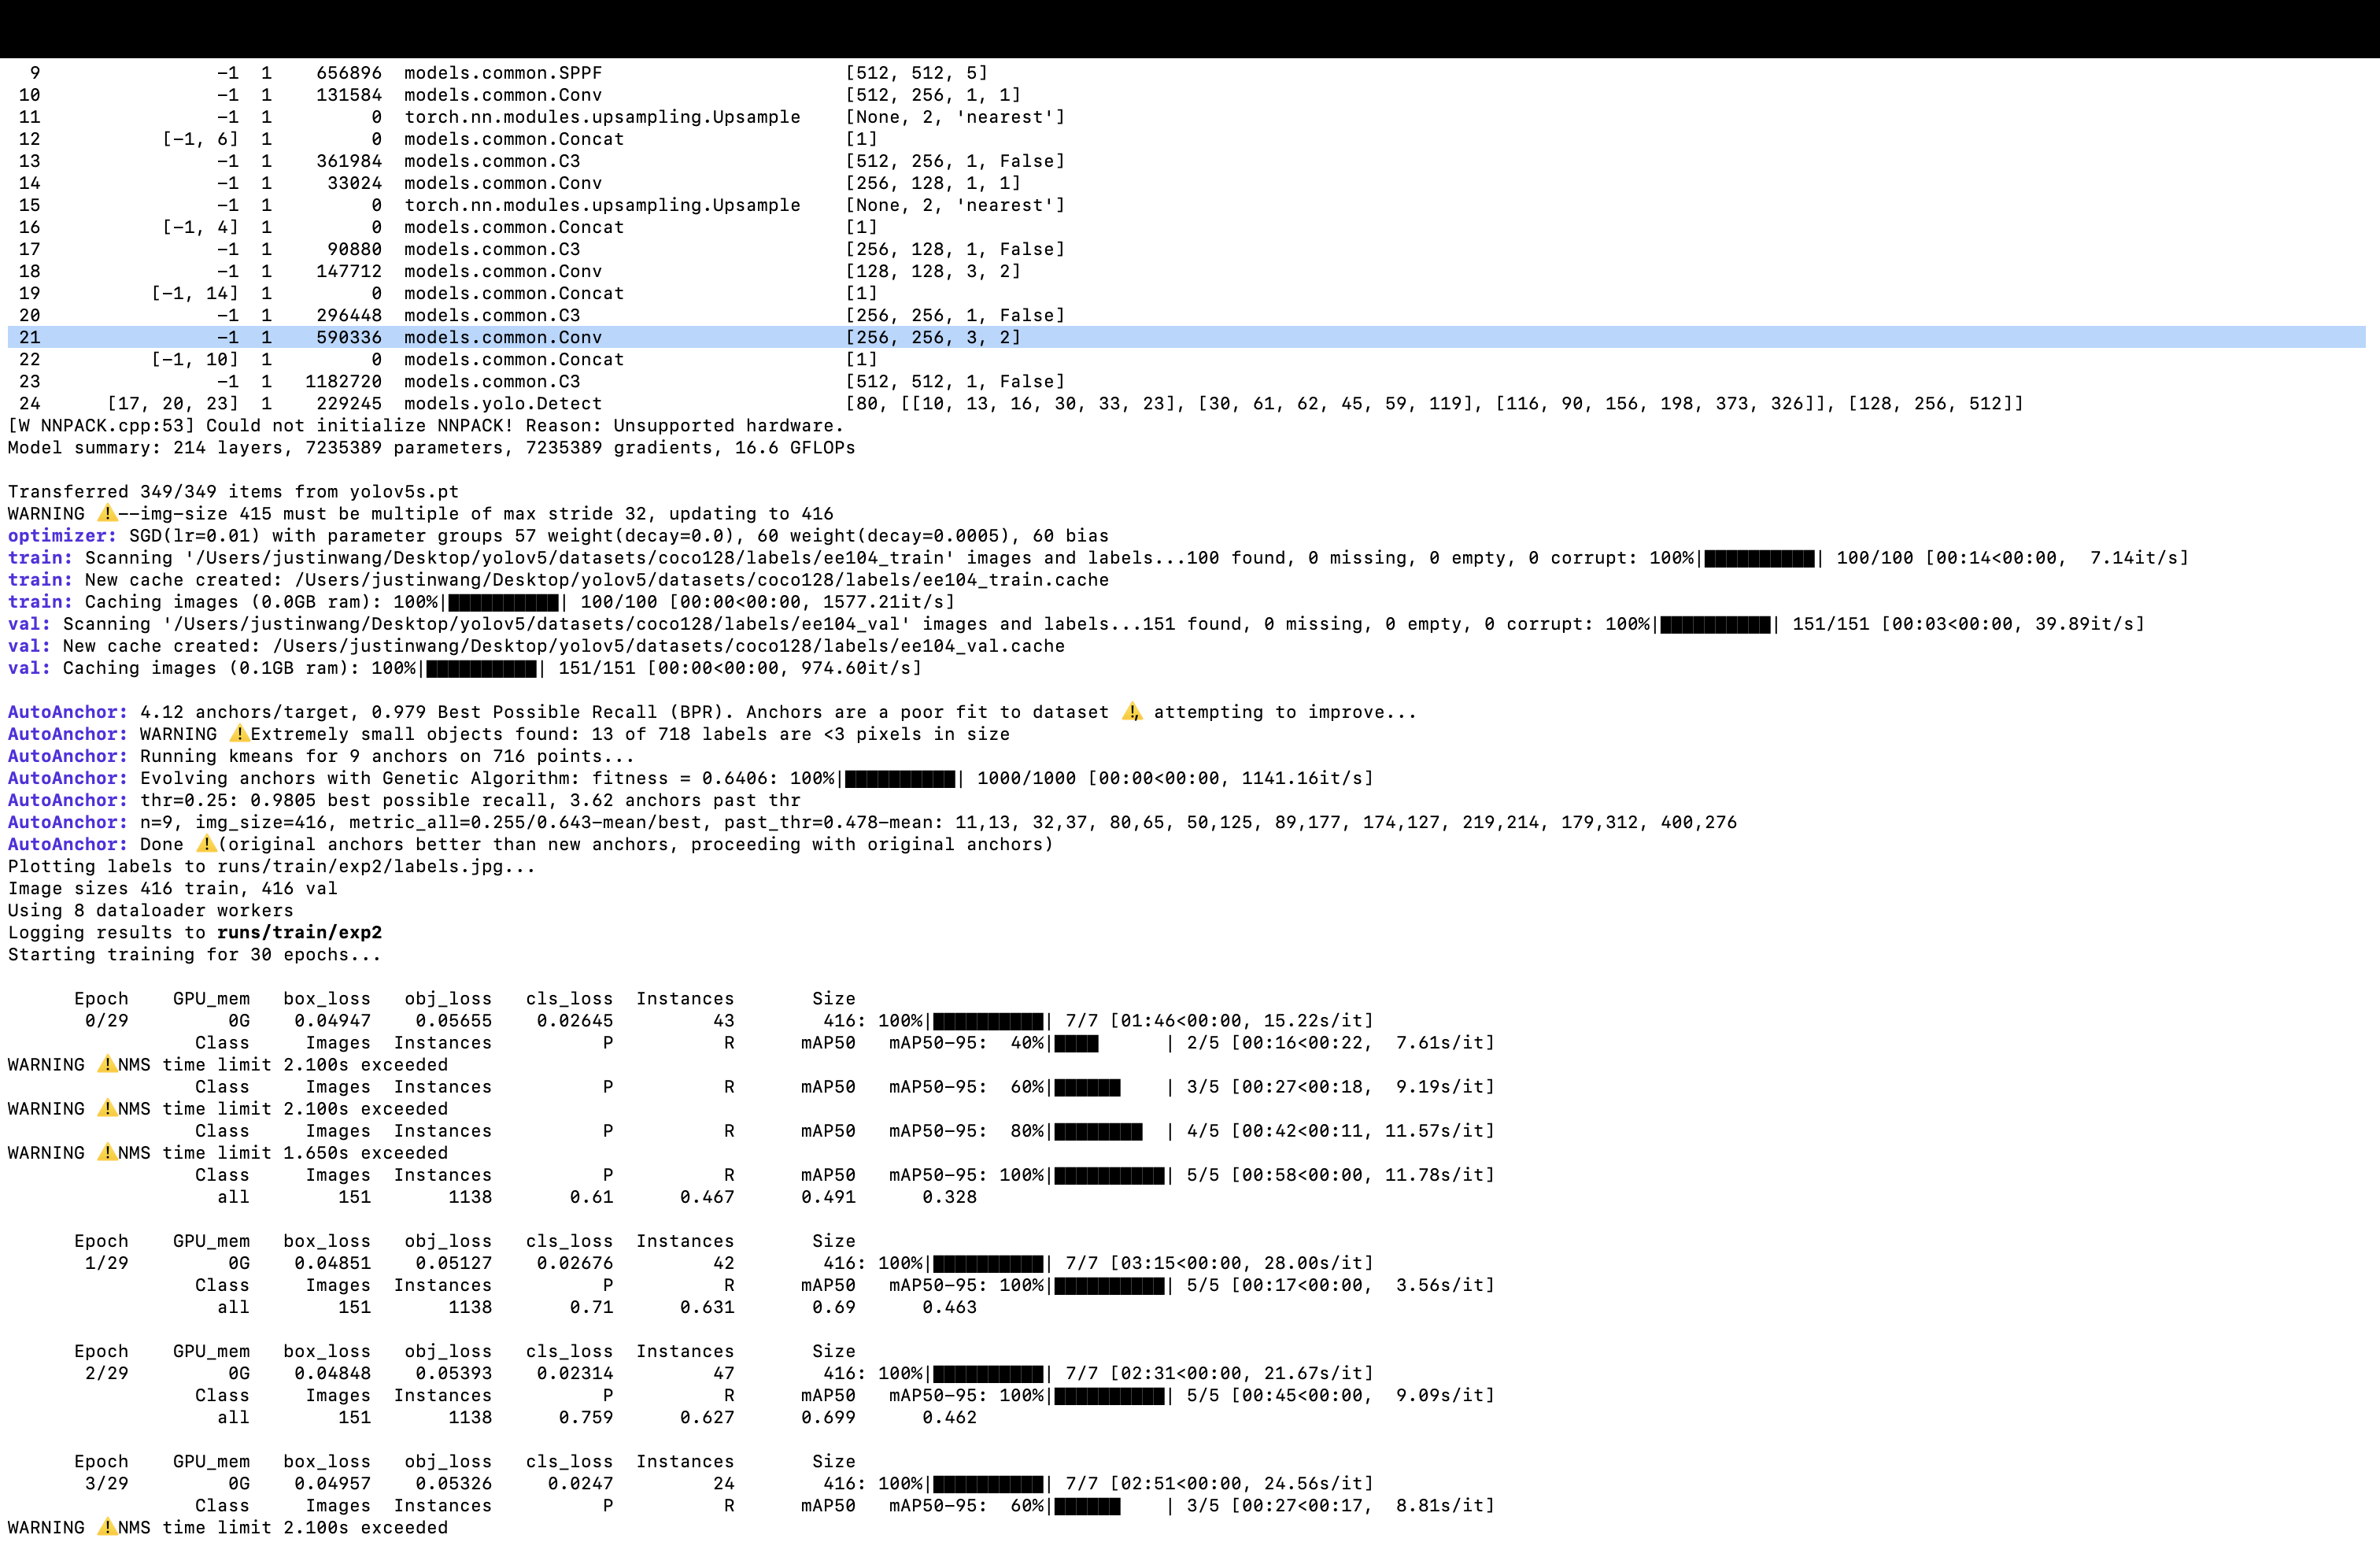 9 -1 1 656896 models.common.SPPF [512, 512, 5]
10 -1 1 131584 models.common.Conv [512, 256, 1, 1]
11 -1 1 0 torch.nn.modules.upsampling.Upsample [None, 2, 'nearest']
12 [-1, 6] 1 0 models.common.Concat [1]
13 -1 1 361984 models.common.C3 [512, 256, 1, False]
14 -1 1 33024 models.common.Conv [256, 128, 1, 1]
15 -1 1 0 torch.nn.modules.upsampling.Upsample [None, 2, 'nearest']
16 [-1, 4] 1 0 models.common.Concat [1]
17 -1 1 90880 models.common.C3 [256, 128, 1, False]
18 -1 1 147712 models.common.Conv [128, 128, 3, 2]
19 [-1, 14] 1 0 models.common.Concat [1]
20 -1 1 296448 models.common.C3 [256, 256, 1, False]
21 -1 1 590336 models.common.Conv [256, 256, 3, 2]
22 [-1, 10] 1 0 models.common.Concat [1]
23 -1 1 1182720 models.common.C3 [512, 512, 1, False]
24 [17, 20, 23] 1 229245 models.yolo.Detect [80, [[10, 13, 16, 30, 33, 23], [30, 61, 62, 45, 59, 119], [116, 90, 156, 198, 373, 326]], [128, 256, 512]]
[W NNPACK.cpp:53] Could not initialize NNPACK! Reason: Unsupported hardware.
Model summary: 214 layers, 7235389 parameters, 7235389 gradients, 16.6 GFLOPs
Transferred 349/349 items from yolov5s.pt
WARNING ⚠️--img-size 415 must be multiple of max stride 32, updating to 416
optimizer: SGD(lr=0.01) with parameter groups 57 weight(decay=0.0), 60 weight(decay=0.0005), 60 bias
train: Scanning '/Users/justinwang/Desktop/yolov5/datasets/coco128/labels/ee104_train' images and labels...100 found, 0 missing, 0 empty, 0 corrupt: 100%|██████████| 100/100 [00:14<00:00, 7.14it/s]
train: New cache created: /Users/justinwang/Desktop/yolov5/datasets/coco128/labels/ee104_train.cache
train: Caching images (0.0GB ram): 100%|██████████| 100/100 [00:00<00:00, 1577.21it/s]
val: Scanning '/Users/justinwang/Desktop/yolov5/datasets/coco128/labels/ee104_val' images and labels...151 found, 0 missing, 0 empty, 0 corrupt: 100%|██████████| 151/151 [00:03<00:00, 39.89it/s]
val: New cache created: /Users/justinwang/Desktop/yolov5/datasets/coco128/labels/ee104_val.cache
val: Caching images (0.1GB ram): 100%|██████████| 151/151 [00:00<00:00, 974.60it/s]
AutoAnchor: 4.12 anchors/target, 0.979 Best Possible Recall (BPR). Anchors are a poor fit to dataset ⚠️, attempting to improve...
AutoAnchor: WARNING ⚠️Extremely small objects found: 13 of 718 labels are <3 pixels in size
AutoAnchor: Running kmeans for 9 anchors on 716 points...
AutoAnchor: Evolving anchors with Genetic Algorithm: fitness = 0.6406: 100%|██████████| 1000/1000 [00:00<00:00, 1141.16it/s]
AutoAnchor: thr=0.25: 0.9805 best possible recall, 3.62 anchors past thr
AutoAnchor: n=9, img_size=416, metric_all=0.255/0.643-mean/best, past_thr=0.478-mean: 11,13, 32,37, 80,65, 50,125, 89,177, 174,127, 219,214, 179,312, 400,276
AutoAnchor: Done ⚠️(original anchors better than new anchors, proceeding with original anchors)
Plotting labels to runs/train/exp2/labels.jpg...
Image sizes 416 train, 416 val
Using 8 dataloader workers
Logging results to runs/train/exp2
Starting training for 30 epochs...
Epoch GPU_mem box_loss obj_loss cls_loss Instances Size
0/29 0G 0.04947 0.05655 0.02645 43 416: 100%|██████████| 7/7 [01:46<00:00, 15.22s/it]
Class Images Instances P R mAP50 mAP50-95: 40%|████ | 2/5 [00:16<00:22, 7.61s/it]
WARNING ⚠️NMS time limit 2.100s exceeded
Class Images Instances P R mAP50 mAP50-95: 60%|██████ | 3/5 [00:27<00:18, 9.19s/it]
WARNING ⚠️NMS time limit 2.100s exceeded
Class Images Instances P R mAP50 mAP50-95: 80%|████████ | 4/5 [00:42<00:11, 11.57s/it]
WARNING ⚠️NMS time limit 1.650s exceeded
Class Images Instances P R mAP50 mAP50-95: 100%|██████████| 5/5 [00:58<00:00, 11.78s/it]
all 151 1138 0.61 0.467 0.491 0.328
Epoch GPU_mem box_loss obj_loss cls_loss Instances Size
1/29 0G 0.04851 0.05127 0.02676 42 416: 100%|██████████| 7/7 [03:15<00:00, 28.00s/it]
Class Images Instances P R mAP50 mAP50-95: 100%|██████████| 5/5 [00:17<00:00, 3.56s/it]
all 151 1138 0.71 0.631 0.69 0.463
Epoch GPU_mem box_loss obj_loss cls_loss Instances Size
2/29 0G 0.04848 0.05393 0.02314 47 416: 100%|██████████| 7/7 [02:31<00:00, 21.67s/it]
Class Images Instances P R mAP50 mAP50-95: 100%|██████████| 5/5 [00:45<00:00, 9.09s/it]
all 151 1138 0.759 0.627 0.699 0.462
Epoch GPU_mem box_loss obj_loss cls_loss Instances Size
3/29 0G 0.04957 0.05326 0.0247 24 416: 100%|██████████| 7/7 [02:51<00:00, 24.56s/it]
Class Images Instances P R mAP50 mAP50-95: 60%|██████ | 3/5 [00:27<00:17, 8.81s/it]
WARNING ⚠️NMS time limit 2.100s exceeded